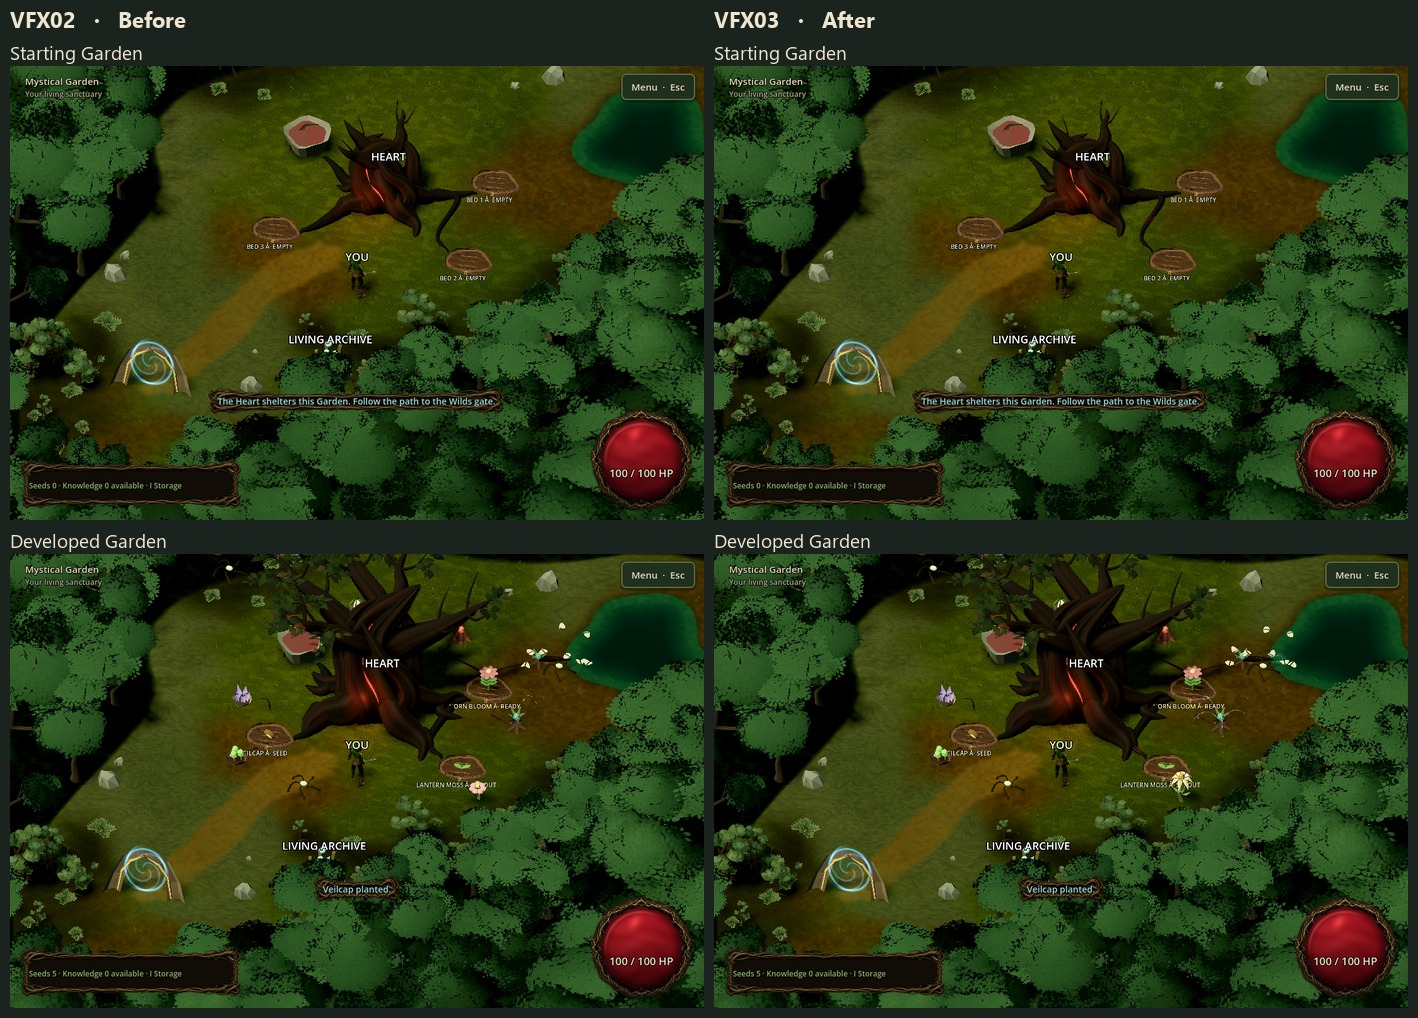 VFX02 · Before
Starting Garden
Mystical Garden
Your living sanctuary
Menu · Esc
HEART
BED 1 Â· EMPTY
BED 3 Â· EMPTY
YOU
BED 2 Â· EMPTY
LIVING ARCHIVE
The Heart shelters this Garden. Follow the path to the Wilds gate.
100 / 100 HP
Seeds 0 · Knowledge 0 available · I Storage
VFX03 · After
Starting Garden
Mystical Garden
Your living sanctuary
Menu · Esc
HEART
BED 1 Â· EMPTY
BED 3 Â· EMPTY
YOU
BED 2 Â· EMPTY
LIVING ARCHIVE
The Heart shelters this Garden. Follow the path to the Wilds gate.
100 / 100 HP
Seeds 0 · Knowledge 0 available · I Storage
Developed Garden
Mystical Garden
Your living sanctuary
Menu · Esc
HEART
BLOOM Â· READY
YOU
SEED
LANTERN MOSS
LIVING ARCHIVE
Veilcap planted
100 / 100 HP
Seeds 5 · Knowledge 0 available · I Storage
Developed Garden
Mystical Garden
Your living sanctuary
Menu · Esc
HEART
BLOOM Â· READY
YOU
SEED
LANTERN MOSS
LIVING ARCHIVE
Veilcap planted
100 / 100 HP
Seeds 5 · Knowledge 0 available · I Storage